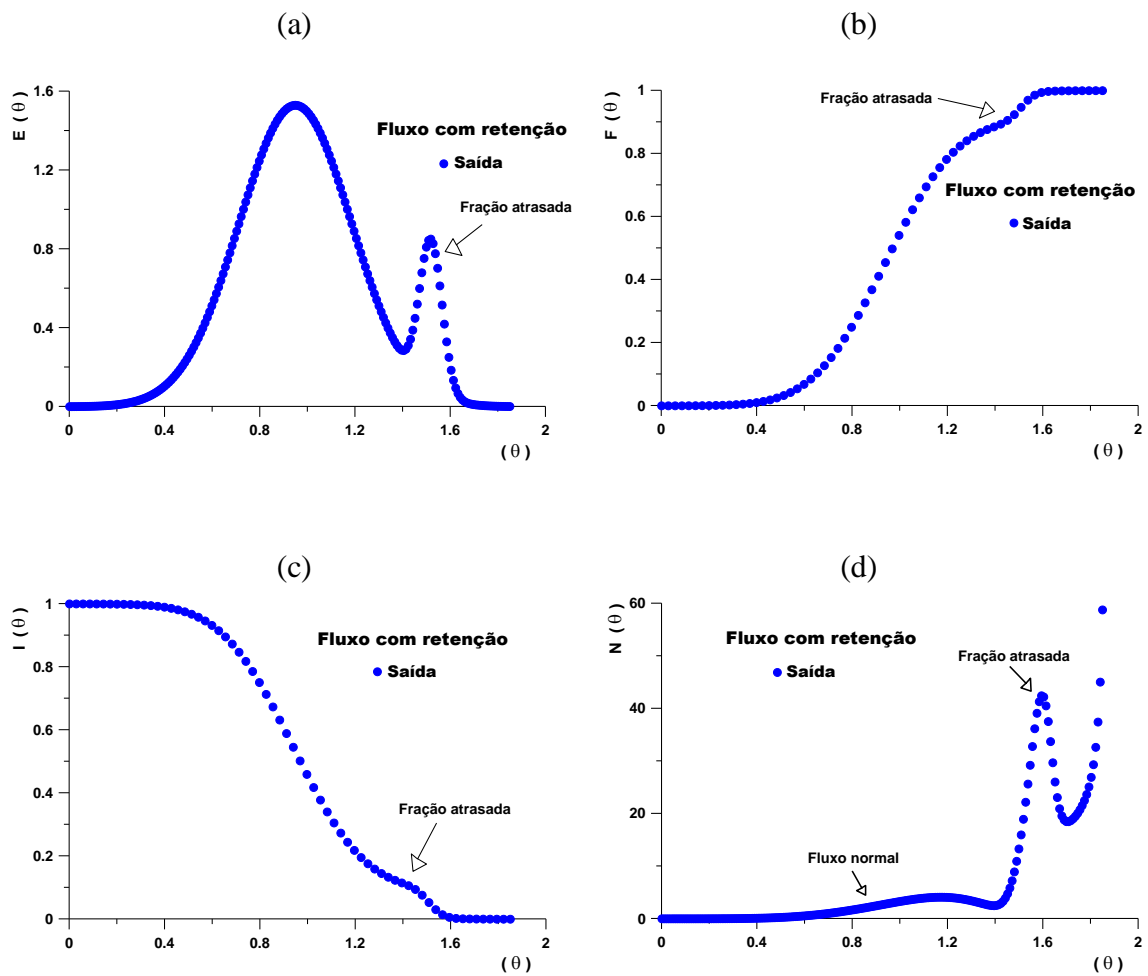 (a)
E (θ)
1.6
1.2
0.8
0.4
0
Fluxo com retenção
Saída
Fração atrasada
0 0.4 0.8 1.2 1.6 2
(θ)
(b)
F (θ)
1
0.8
0.6
0.4
0.2
0
Fração atrasada
Fluxo com retenção
Saída
0 0.4 0.8 1.2 1.6 2
(θ)
(c)
I (θ)
1
0.8
0.6
0.4
0.2
0
Fluxo com retenção
Saída
Fração atrasada
0 0.4 0.8 1.2 1.6 2
(θ)
(d)
N (θ)
60
40
20
0
Fluxo com retenção
Saída
Fração atrasada
Fluxo normal
0 0.4 0.8 1.2 1.6 2
(θ)